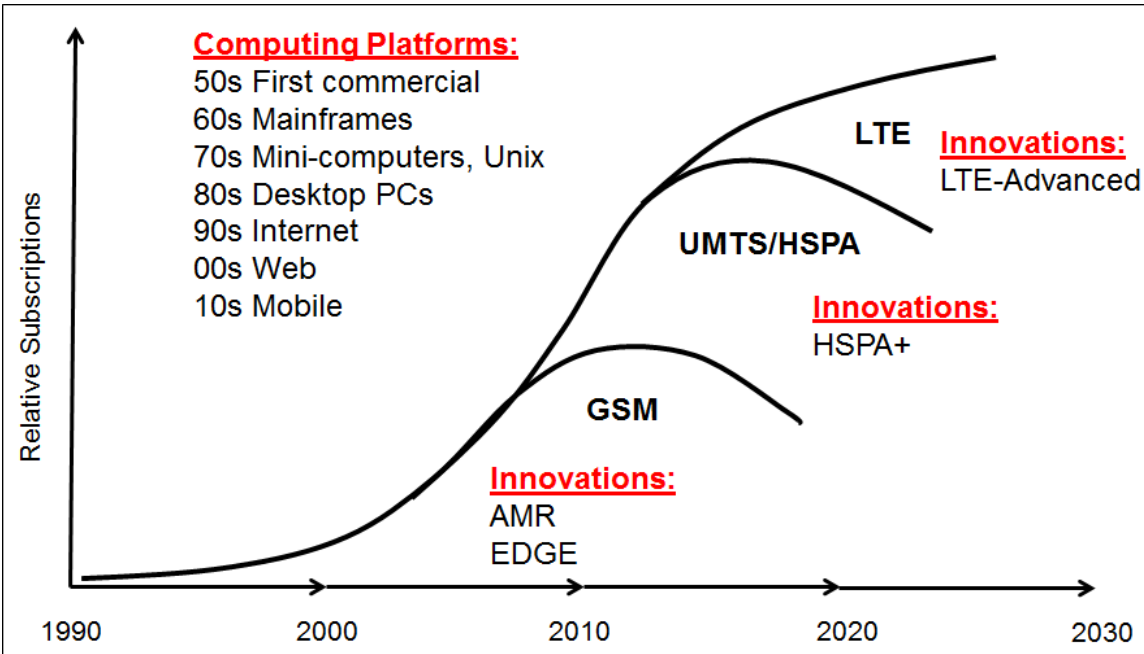 Computing Platforms:
50s First commercial
60s Mainframes
70s Mini-computers, Unix
80s Desktop PCs
90s Internet
00s Web
10s Mobile
LTE
Innovations:
LTE-Advanced
UMTS/HSPA
Innovations:
HSPA+
GSM
Innovations:
AMR
EDGE
Relative Subscriptions
1990 2000 2010 2020 2030